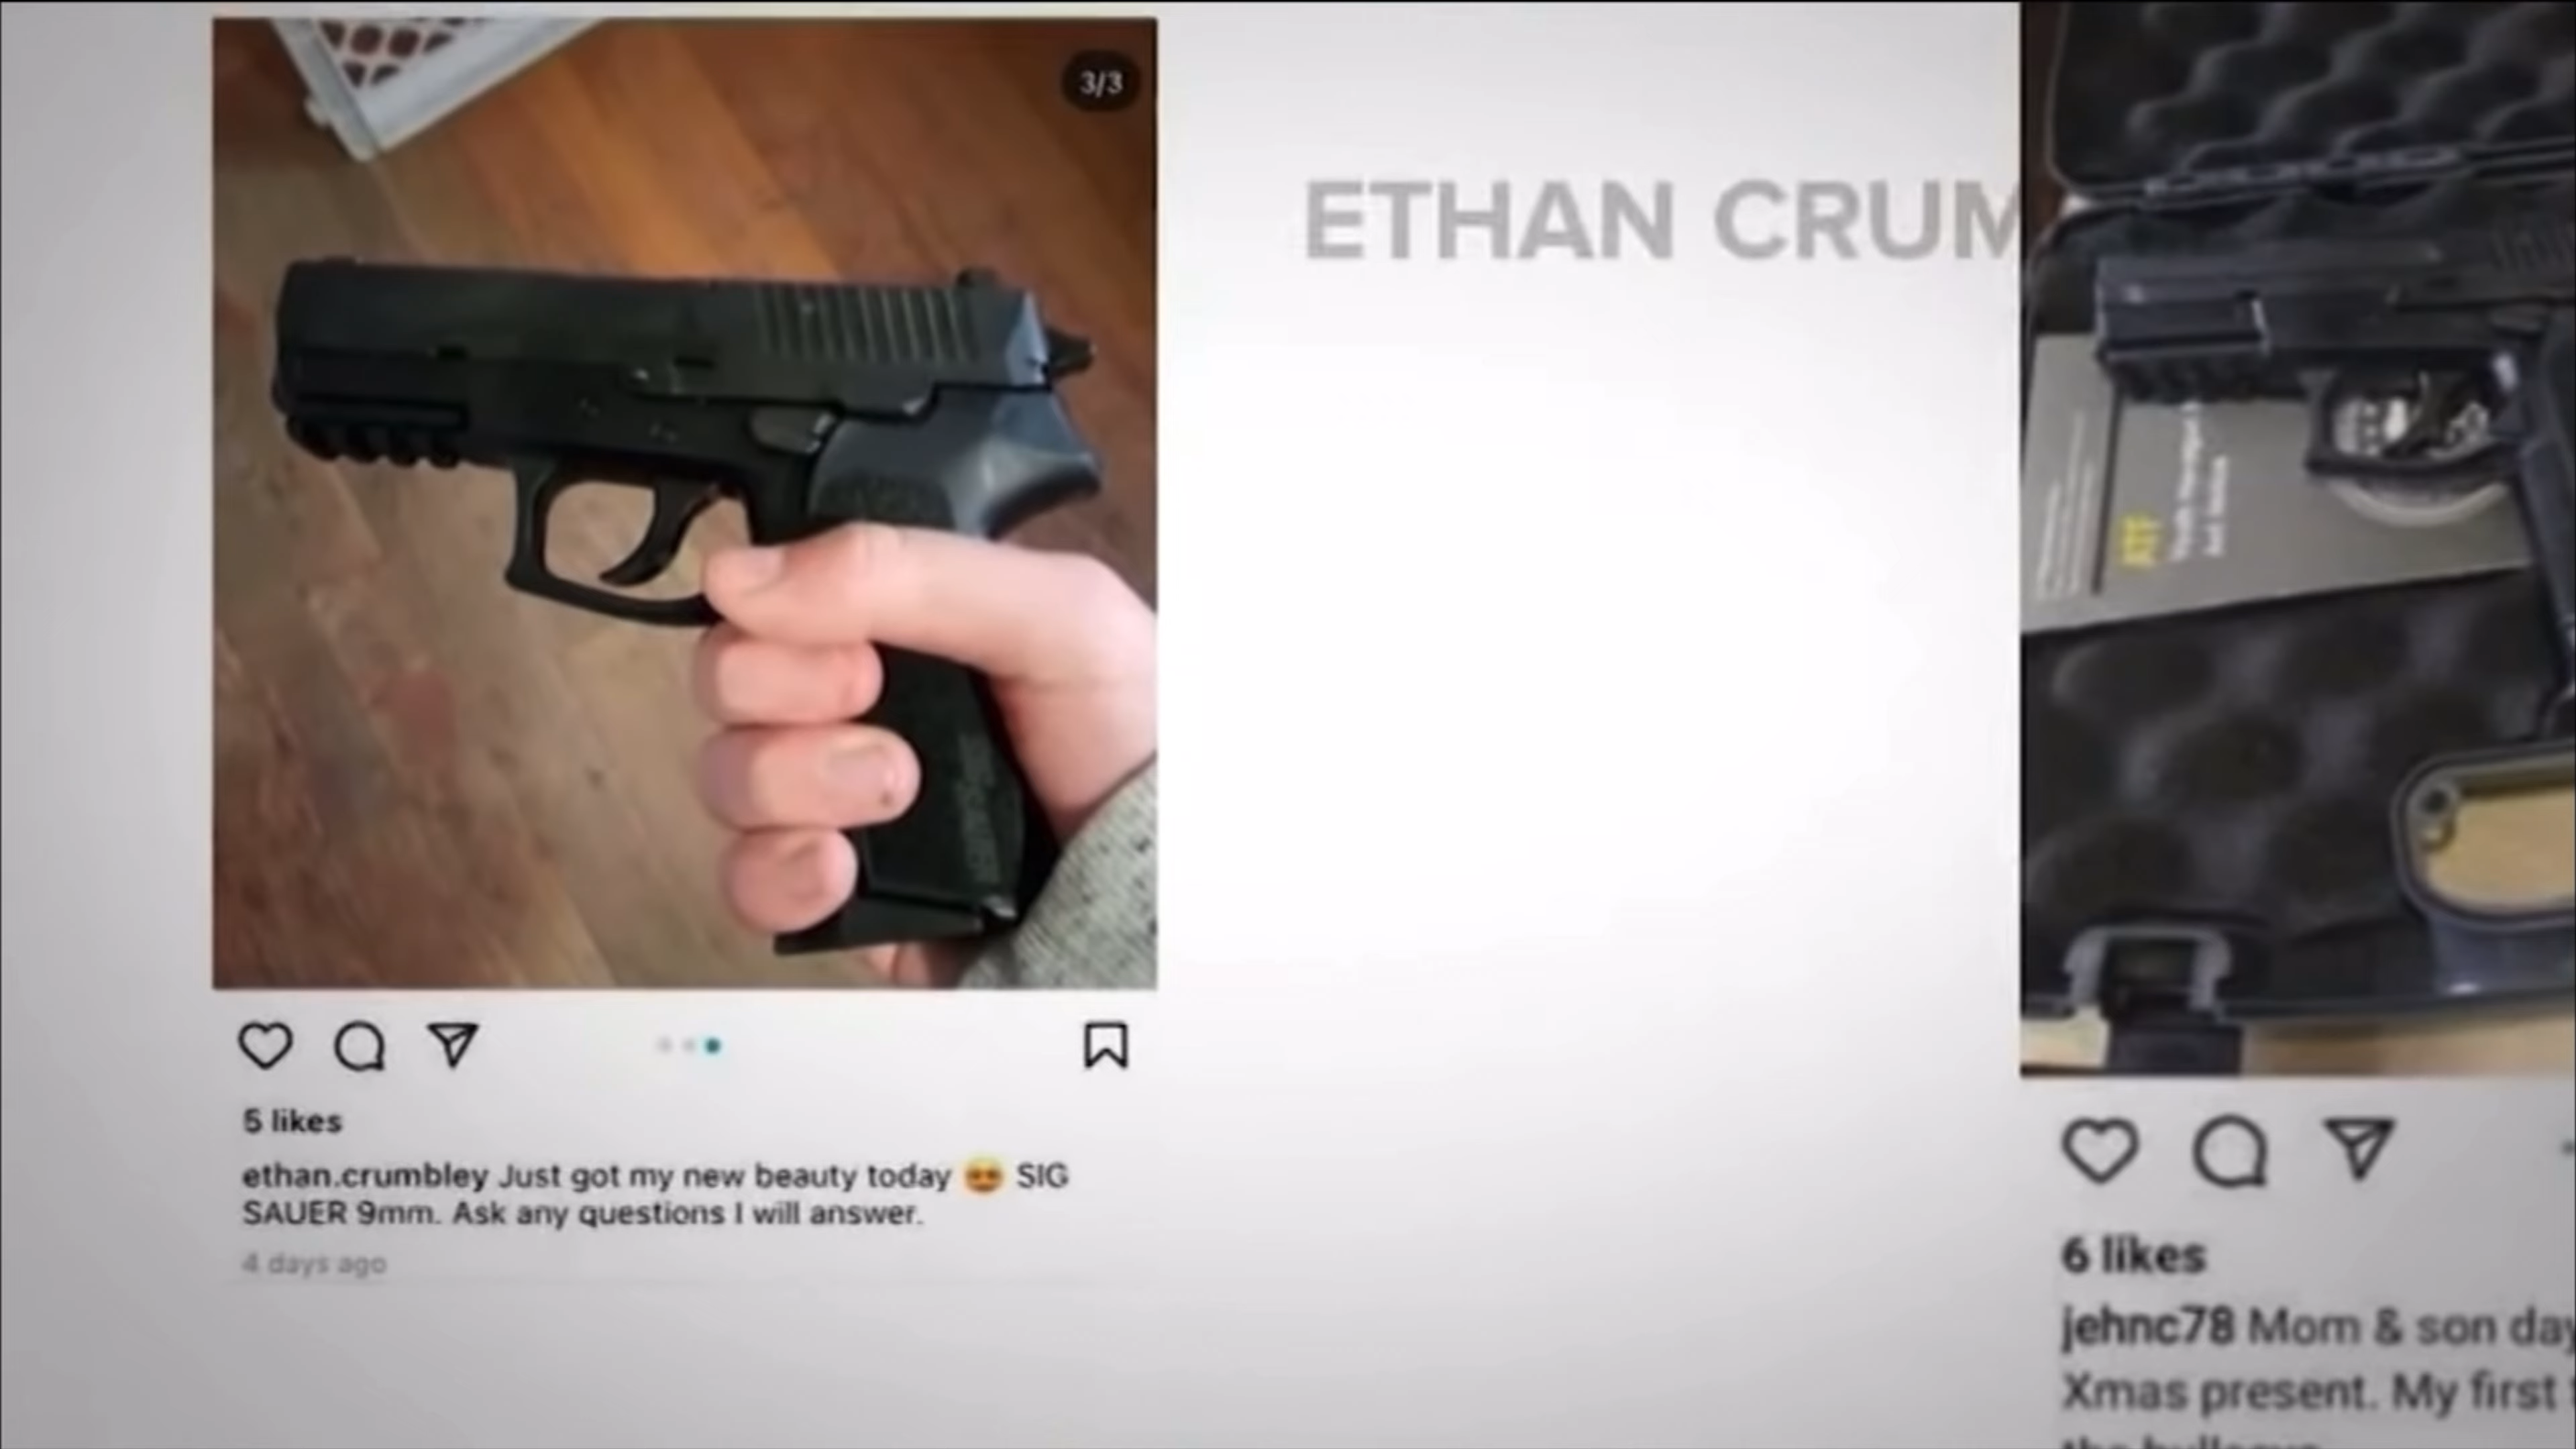 3/3
ETHAN CRUM
ATF
5 likes
ethan.crumbley Just got my new beauty today 😍 SIG
SAUER 9mm. Ask any questions I will answer.
4 days ago
6 likes
jehnc78 Mom & son day
Xmas present. My first